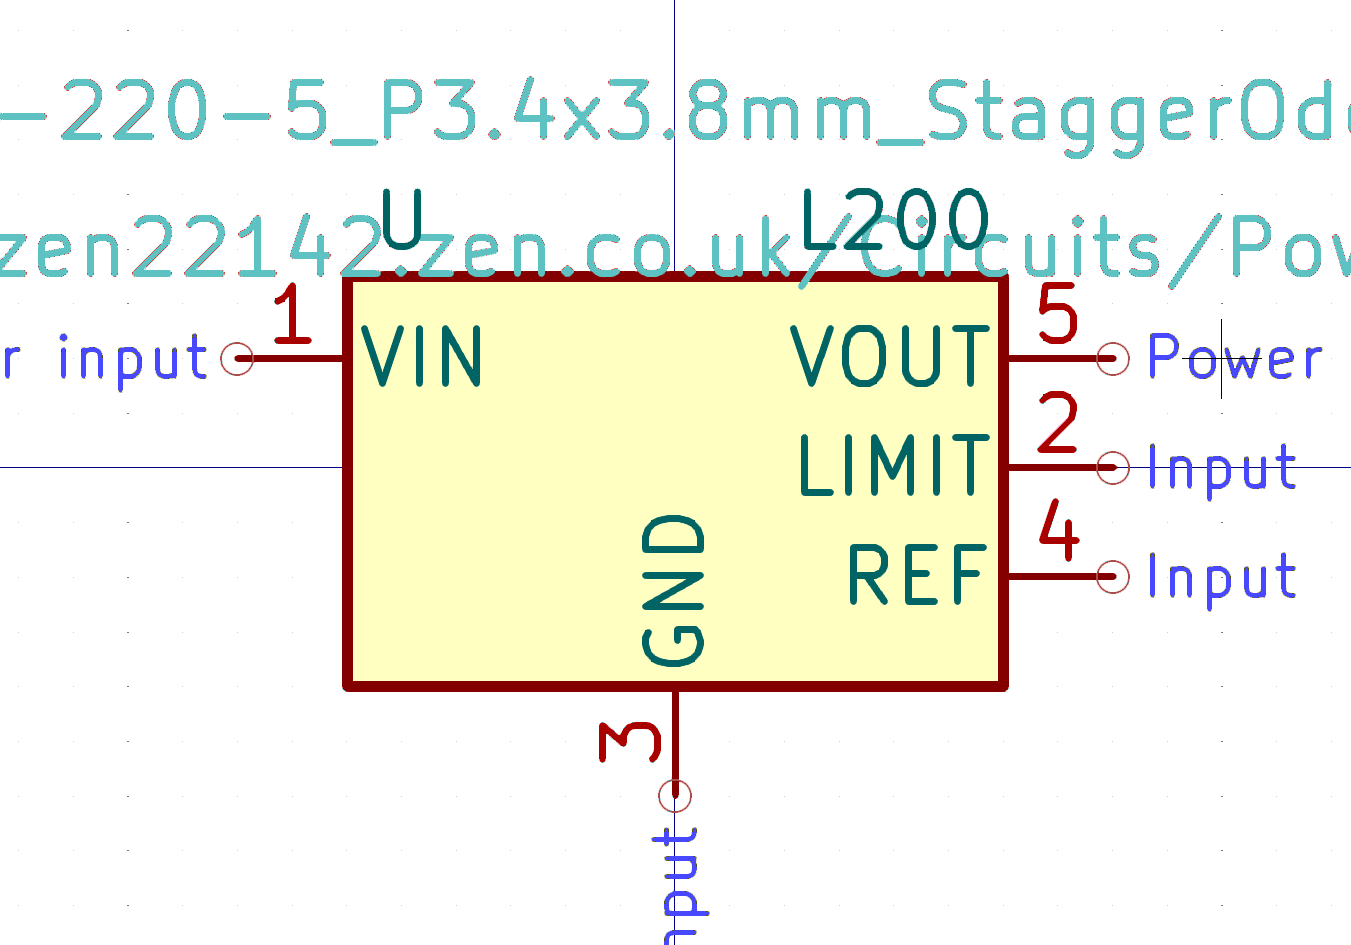 -220-5_P3.4x3.8mm_StaggerOd
U L200
zen22142.zen.co.uk/Circuits/Pow
1 5
r input VIN VOUT Power
2
LIMIT Input
4
REF Input
GND
3
nput